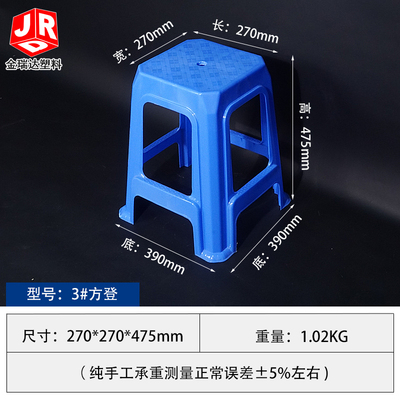 JR
金瑞达塑料
宽：270mm
长：270mm
高：475mm
底：390mm
底：390mm
型号：3#方登
尺寸：270*270*475mm
重量：1.02KG
（纯手工承重测量正常误差±5%左右）